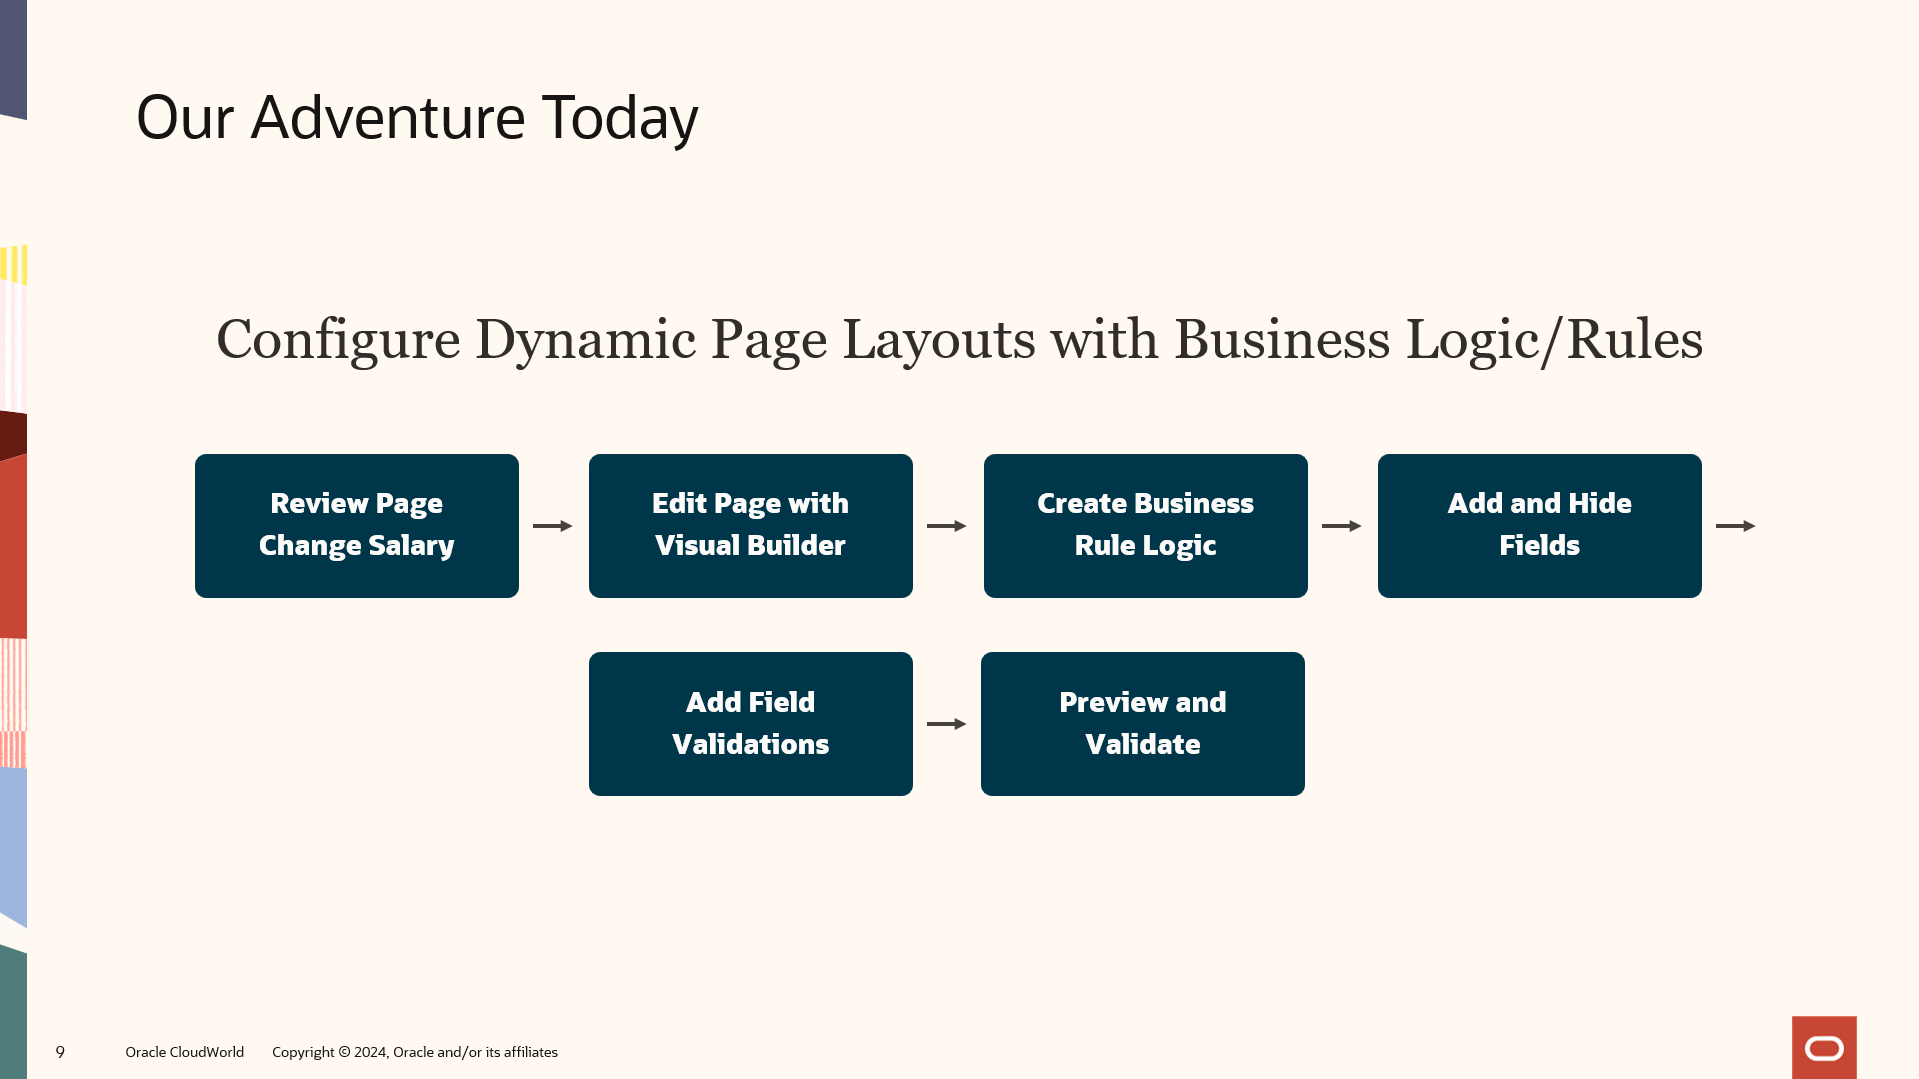 Our Adventure Today
Configure Dynamic Page Layouts with Business Logic/Rules
Review Page
Change Salary
Edit Page with
Visual Builder
Create Business
Rule Logic
Add and Hide
Fields
Add Field
Validations
Preview and
Validate
9
Oracle CloudWorld
Copyright © 2024, Oracle and/or its affiliates